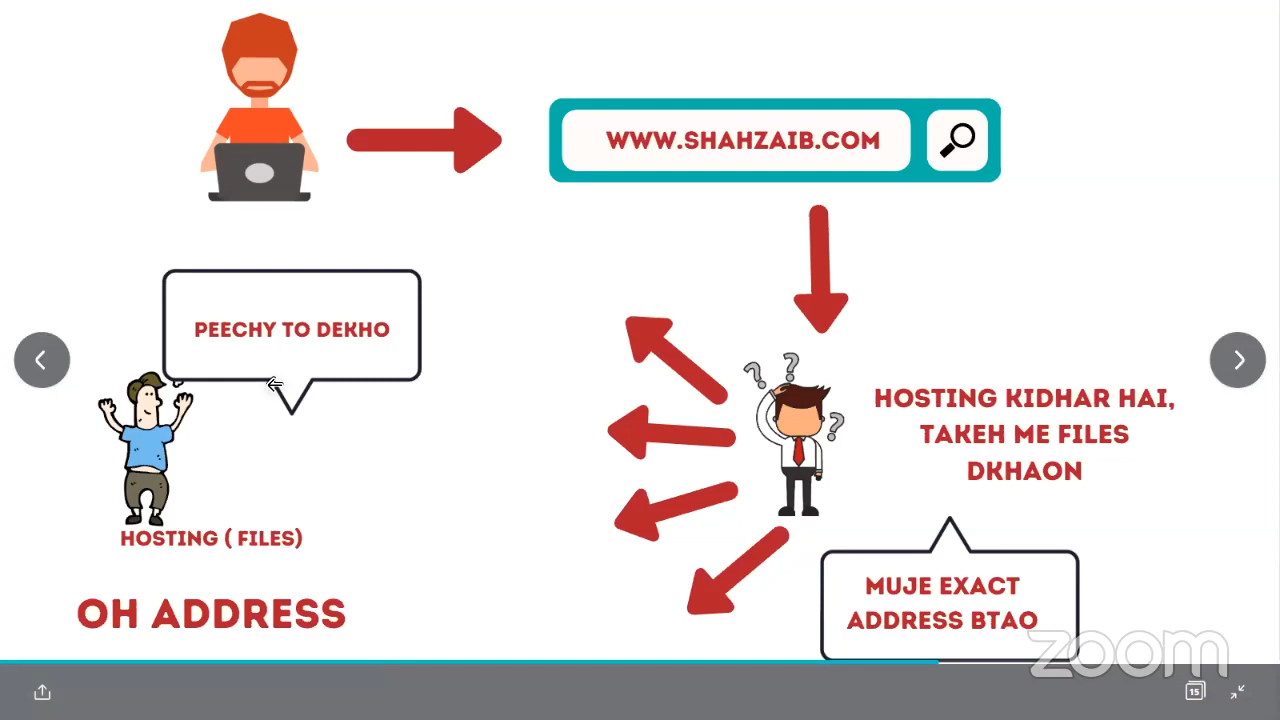 WWW.SHAHZAIB.COM
PEECHY TO DEKHO
HOSTING KIDHAR HAI,
TAKEH ME FILES
DKHAON
HOSTING ( FILES)
MUJE EXACT
ADDRESS BTAO
OH ADDRESS
zoom
15